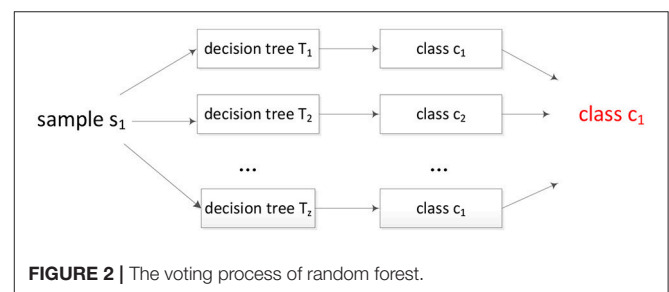 decision tree T₁ class c₁
sample s₁ decision tree T₂ class c₂ class c₁
... ...
decision tree T₂ class c₁
FIGURE 2 | The voting process of random forest.